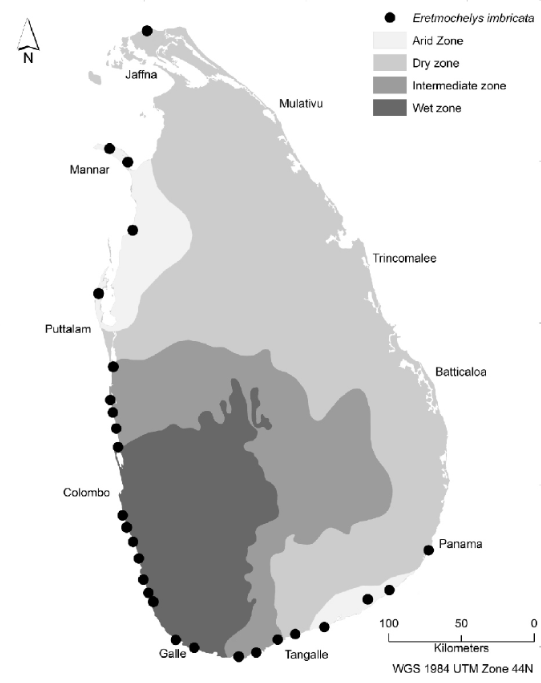 Eretmochelys imbricata
Arid Zone
Dry zone
Intermediate zone
Wet zone
N
Jaffna
Mulativu
Mannar
Trincomalee
Puttalam
Batticaloa
Colombo
Panama
Galle
Tangalle
100 50 0
Kilometers
WGS 1984 UTM Zone 44N